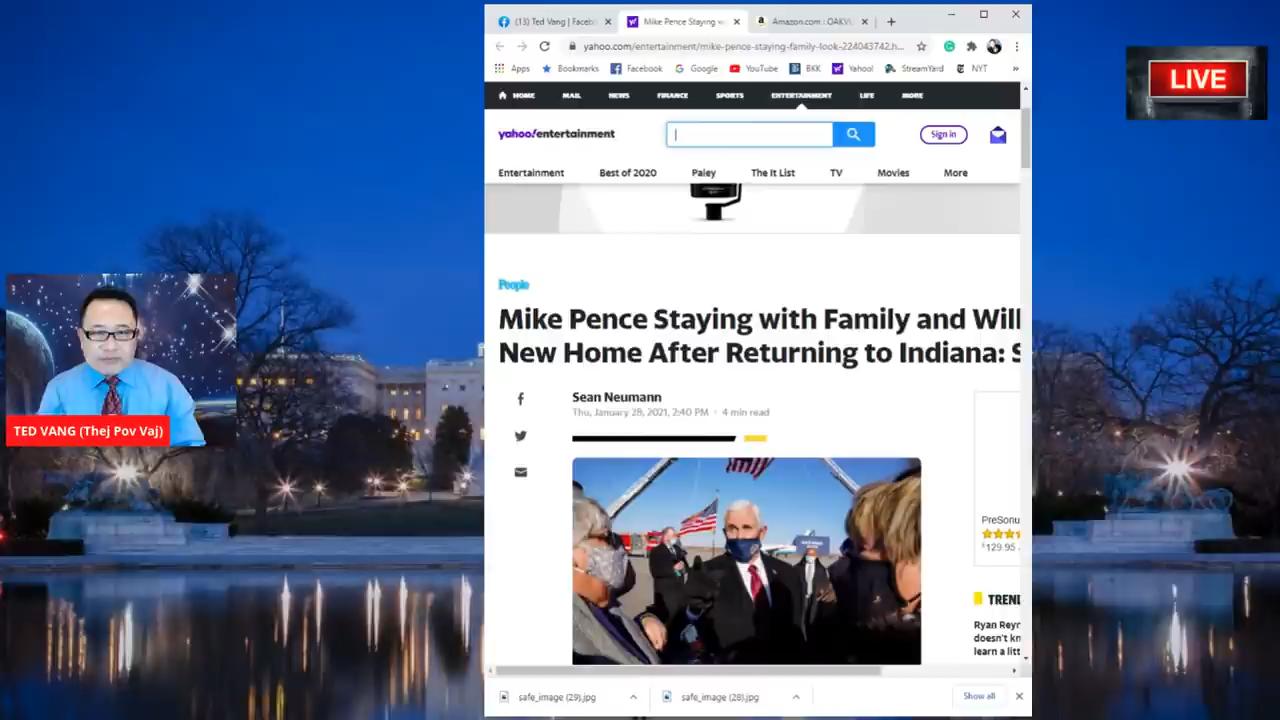 (13) Ted Vang | Facebo
Mike Pence Staying w
Amazon.com : OAKV
yahoo.com/entertainment/mike-pence-staying-family-look-224043742.h...
Apps
Bookmarks
Facebook
Google
YouTube
BKK
Yahoo!
StreamYard
NYT
»
LIVE
HOME
MAIL
NEWS
FINANCE
SPORTS
ENTERTAINMENT
LIFE
MORE
yahoo!entertainment
Sign in
Entertainment
Best of 2020
Paley
The It List
TV
Movies
More
People
Mike Pence Staying with Family and Will
New Home After Returning to Indiana: S
Sean Neumann
Thu, January 28, 2021, 2:40 PM · 4 min read
TED VANG (Thej Pov Vaj)
PreSonu
$129.95
TREN
Ryan Reyn
doesn't kn
learn a litt
safe_image (29).jpg
safe_image (28).jpg
Show all